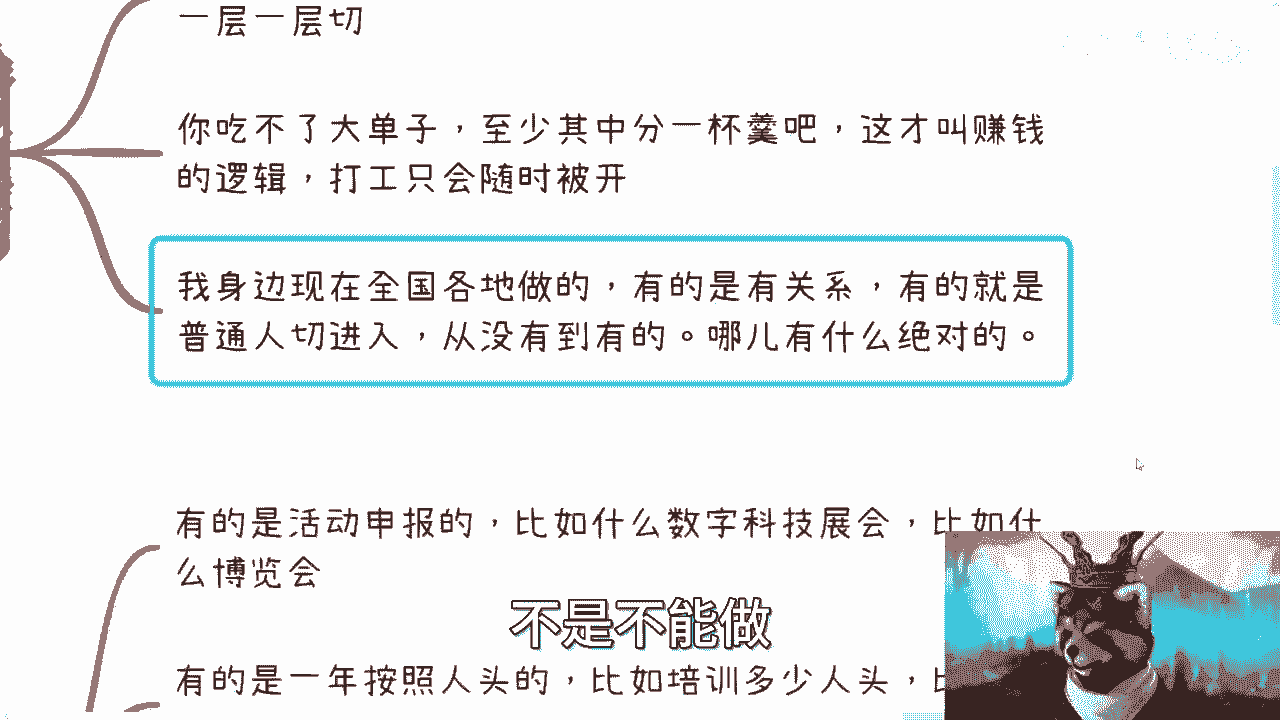 一层一层切
你吃不了大单子，至少其中分一杯羹吧，这才叫赚钱
的逻辑，打工只会随时被开
我身边现在全国各地做的，有的是有关系，有的就是
普通人切进入，从没有到有的。哪儿有什么绝对的。
有的是活动申报的，比如什么数字科技展会，比如什
么博览会
不是不能做
有的是一年按照人头的，比如培训多少人头，